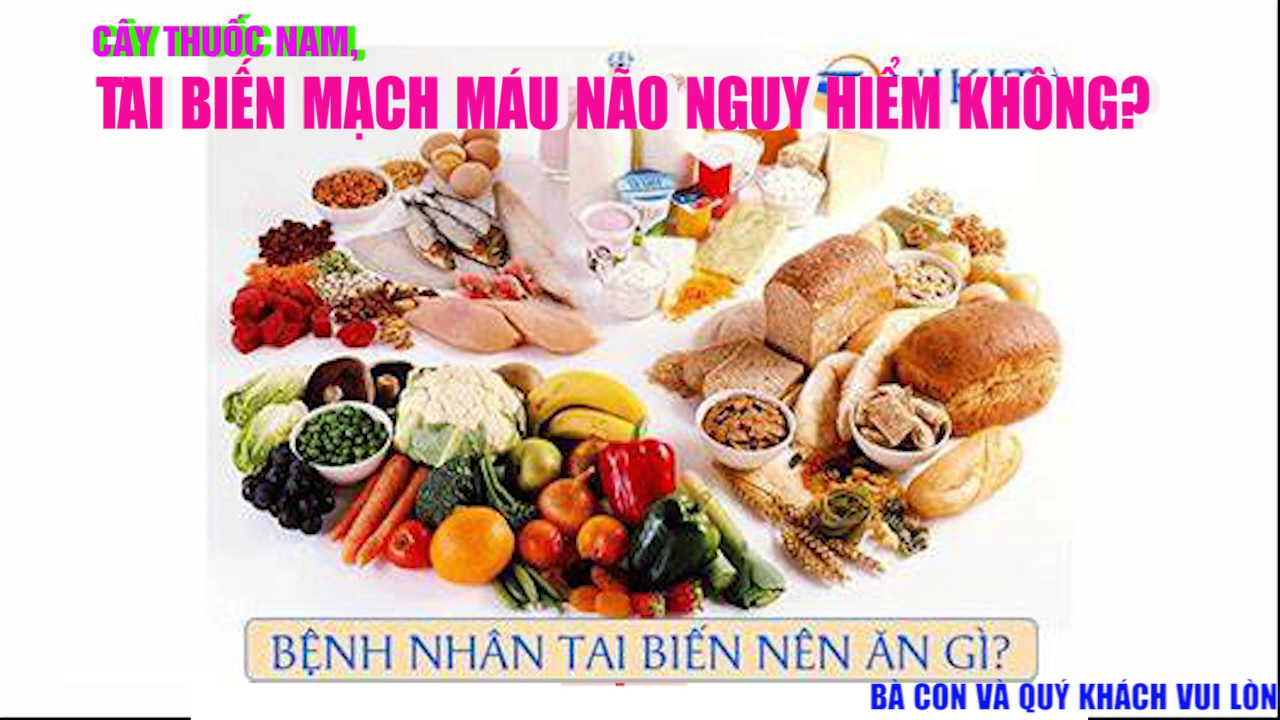 CÂY THUỐC NAM,
TAI BIẾN MẠCH MÁU NÃO NGUY HIỂM KHÔNG?
BỆNH NHÂN TAI BIẾN NÊN ĂN GÌ?
BÀ CON VÀ QUÝ KHÁCH VUI LÒN